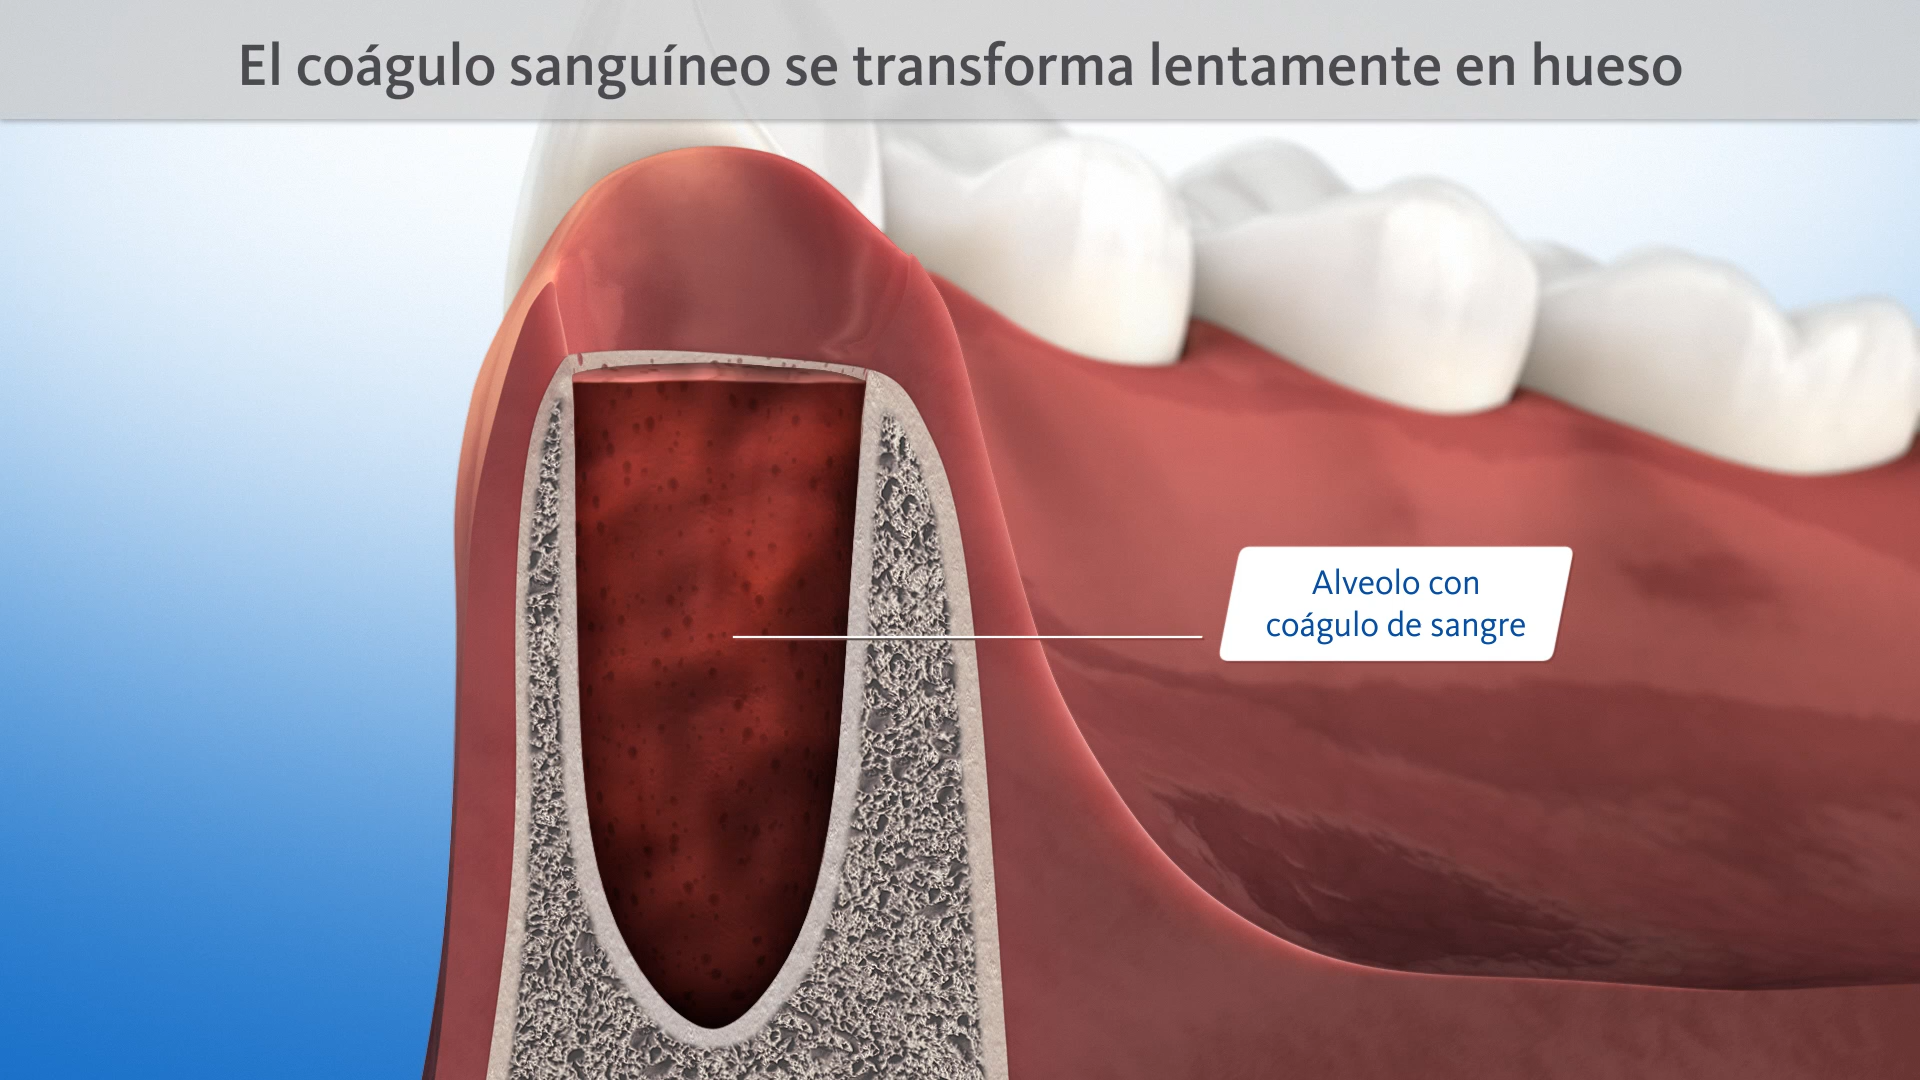 El coágulo sanguíneo se transforma lentamente en hueso
Alveolo con
coágulo de sangre